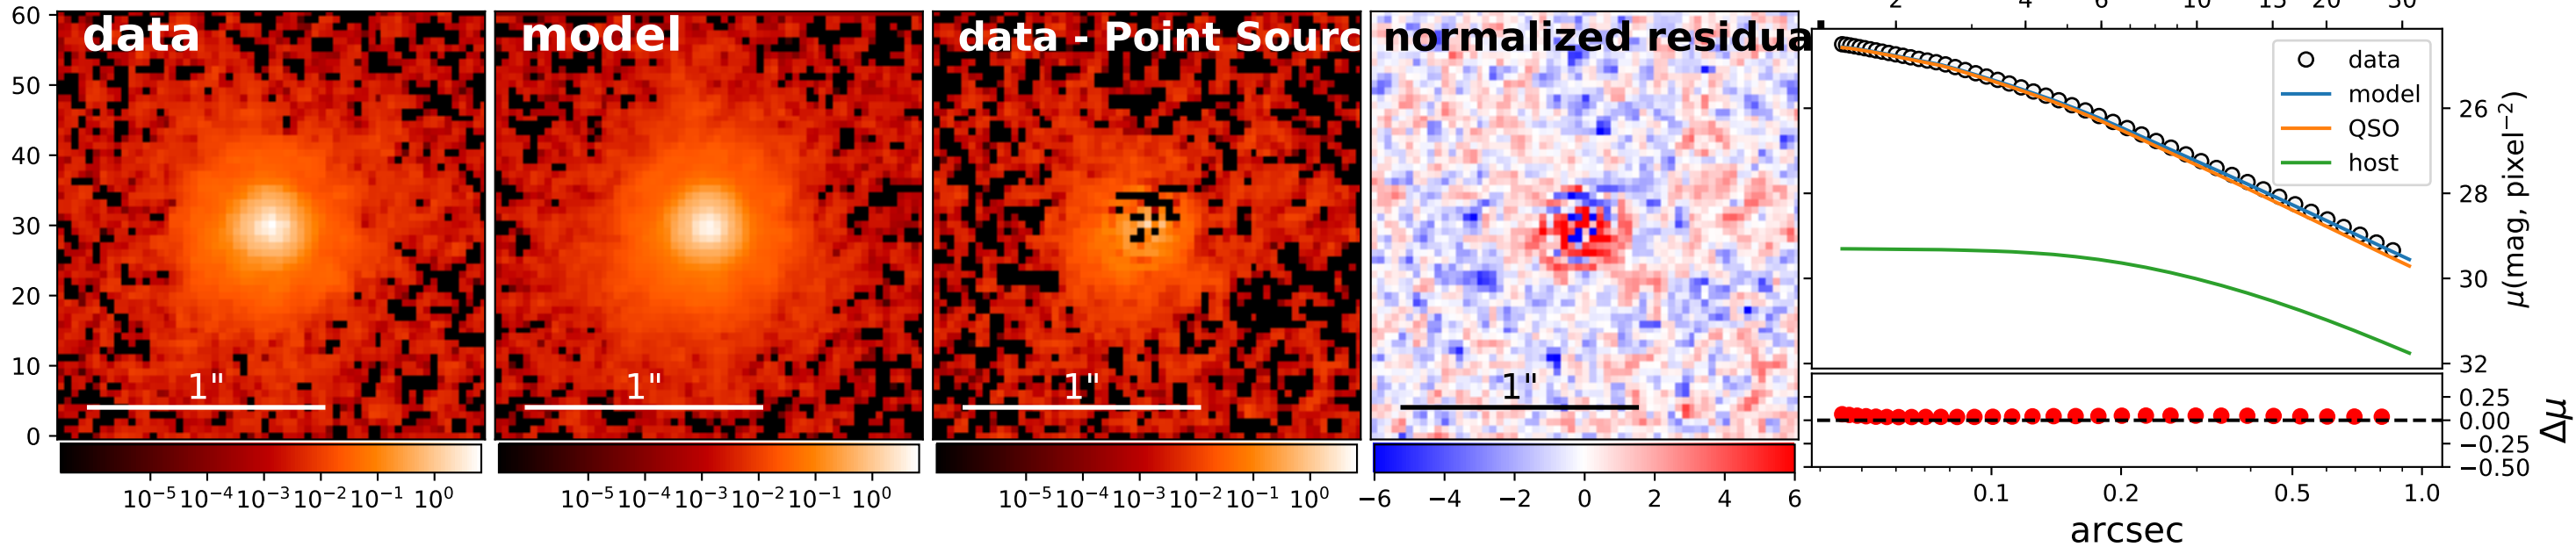 data
model
data - Point Sourc
normalized residua
60
50
40
30
20
10
0
1"
1"
1"
1"
10⁻⁵ 10⁻⁴ 10⁻³ 10⁻² 10⁻¹ 10⁰
10⁻⁵ 10⁻⁴ 10⁻³ 10⁻² 10⁻¹ 10⁰
10⁻⁵ 10⁻⁴ 10⁻³ 10⁻² 10⁻¹ 10⁰
−6 −4 −2 0 2 4 6
2 4 6 10 15 20 30
data
model
QSO
host
26
28
30
32
μ(mag, pixel⁻²)
0.25
0.00
−0.25
−0.50
Δμ
0.1 0.2 0.5 1.0
arcsec